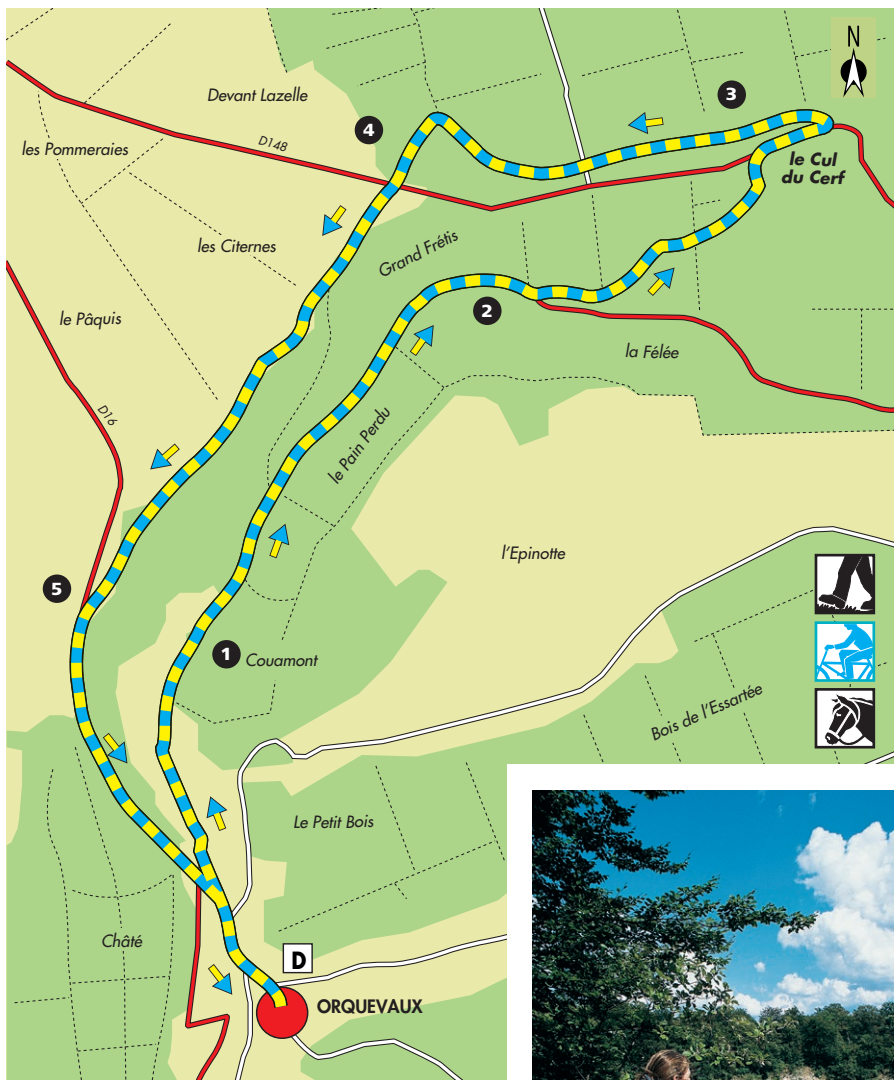 N
Devant Lazelle
3
4
les Pommeraies
D148
le Cul
du Cerf
les Citernes
Grand Frétis
le Pâquis
2
la Félée
D16
le Pain Perdu
l'Epinotte
5
1
Couamont
Bois de l'Essartée
Le Petit Bois
Châté
D
ORQUEVAUX